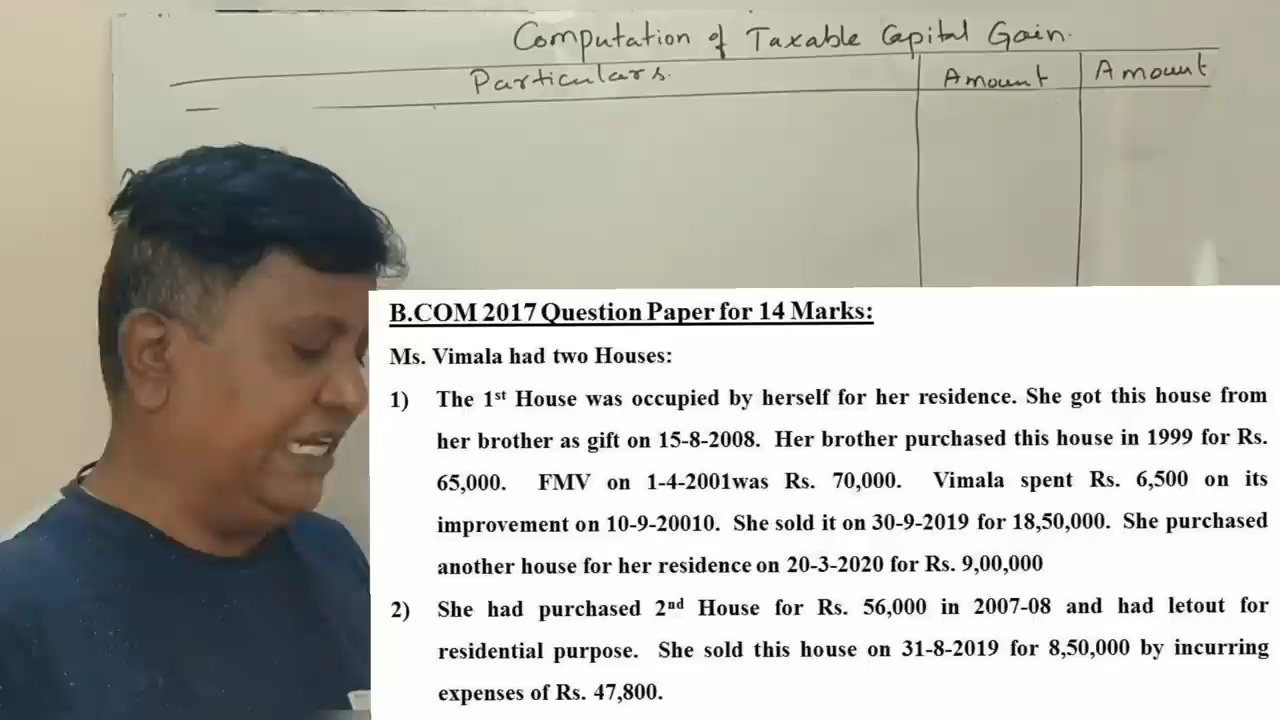 Computation of Taxable Capital Gain.
Particulars. Amount Amount
B.COM 2017 Question Paper for 14 Marks:
Ms. Vimala had two Houses:
1) The 1st House was occupied by herself for her residence. She got this house from
her brother as gift on 15-8-2008. Her brother purchased this house in 1999 for Rs.
65,000. FMV on 1-4-2001was Rs. 70,000. Vimala spent Rs. 6,500 on its
improvement on 10-9-20010. She sold it on 30-9-2019 for 18,50,000. She purchased
another house for her residence on 20-3-2020 for Rs. 9,00,000
2) She had purchased 2nd House for Rs. 56,000 in 2007-08 and had letout for
residential purpose. She sold this house on 31-8-2019 for 8,50,000 by incurring
expenses of Rs. 47,800.